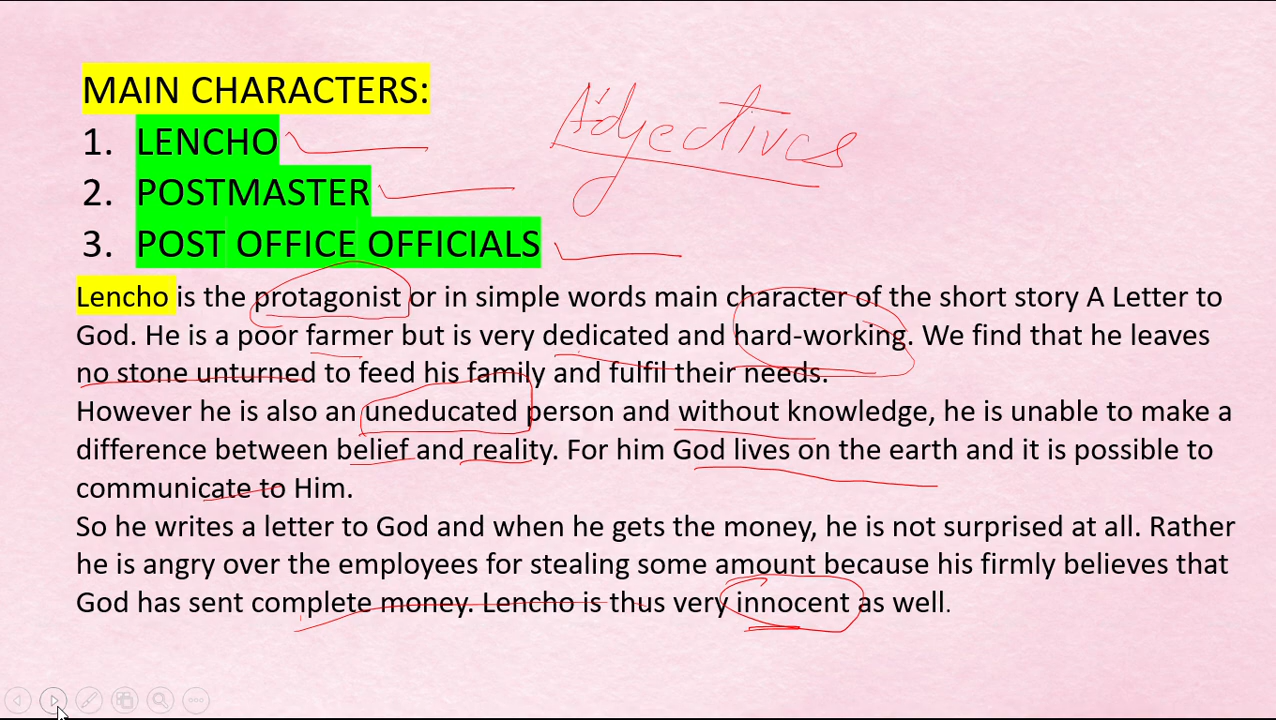 MAIN CHARACTERS:
Adjectives
1. LENCHO
2. POSTMASTER
3. POST OFFICE OFFICIALS
Lencho is the protagonist or in simple words main character of the short story A Letter to
God. He is a poor farmer but is very dedicated and hard-working. We find that he leaves
no stone unturned to feed his family and fulfil their needs.
However he is also an uneducated person and without knowledge, he is unable to make a
difference between belief and reality. For him God lives on the earth and it is possible to
communicate to Him.
So he writes a letter to God and when he gets the money, he is not surprised at all. Rather
he is angry over the employees for stealing some amount because his firmly believes that
God has sent complete money. Lencho is thus very innocent as well.